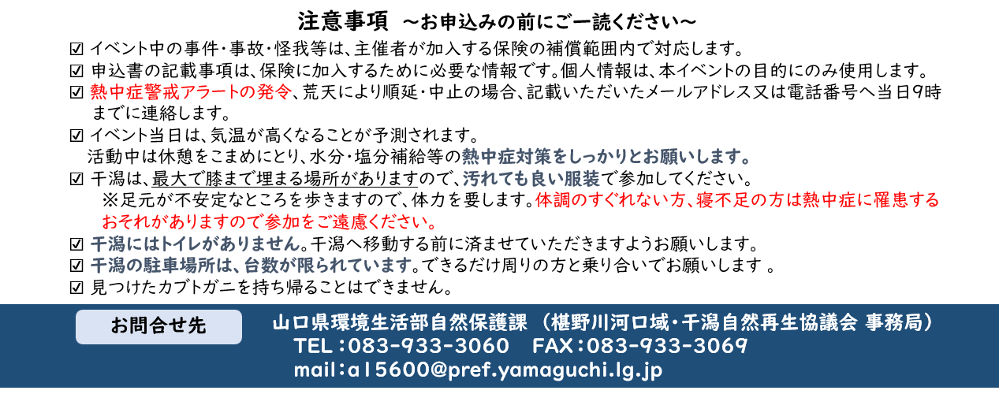 注意事項 ～お申込みの前にご一読ください～
☑ イベント中の事件・事故・怪我等は、主催者が加入する保険の補償範囲内で対応します。
☑ 申込書の記載事項は、保険に加入するために必要な情報です。個人情報は、本イベントの目的にのみ使用します。
☑ 熱中症警戒アラートの発令、荒天により順延・中止の場合、記載いただいたメールアドレス又は電話番号へ当日9時
までに連絡します。
☑ イベント当日は、気温が高くなることが予測されます。
活動中は休憩をこまめにとり、水分・塩分補給等の熱中症対策をしっかりとお願いします。
☑ 干潟は、最大で膝まで埋まる場所がありますので、汚れても良い服装で参加してください。
※足元が不安定なところを歩きますので、体力を要します。体調のすぐれない方、寝不足の方は熱中症に罹患する
おそれがありますので参加をご遠慮ください。
☑ 干潟にはトイレがありません。干潟へ移動する前に済ませていただきますようお願いします。
☑ 干潟の駐車場所は、台数が限られています。できるだけ周りの方と乗り合いでお願いします 。
☑ 見つけたカブトガニを持ち帰ることはできません。
お問合せ先
山口県環境生活部自然保護課 （椹野川河口域・干潟自然再生協議会 事務局）
TEL：083-933-3060 FAX：083-933-3069
mail：a15600@pref.yamaguchi.lg.jp